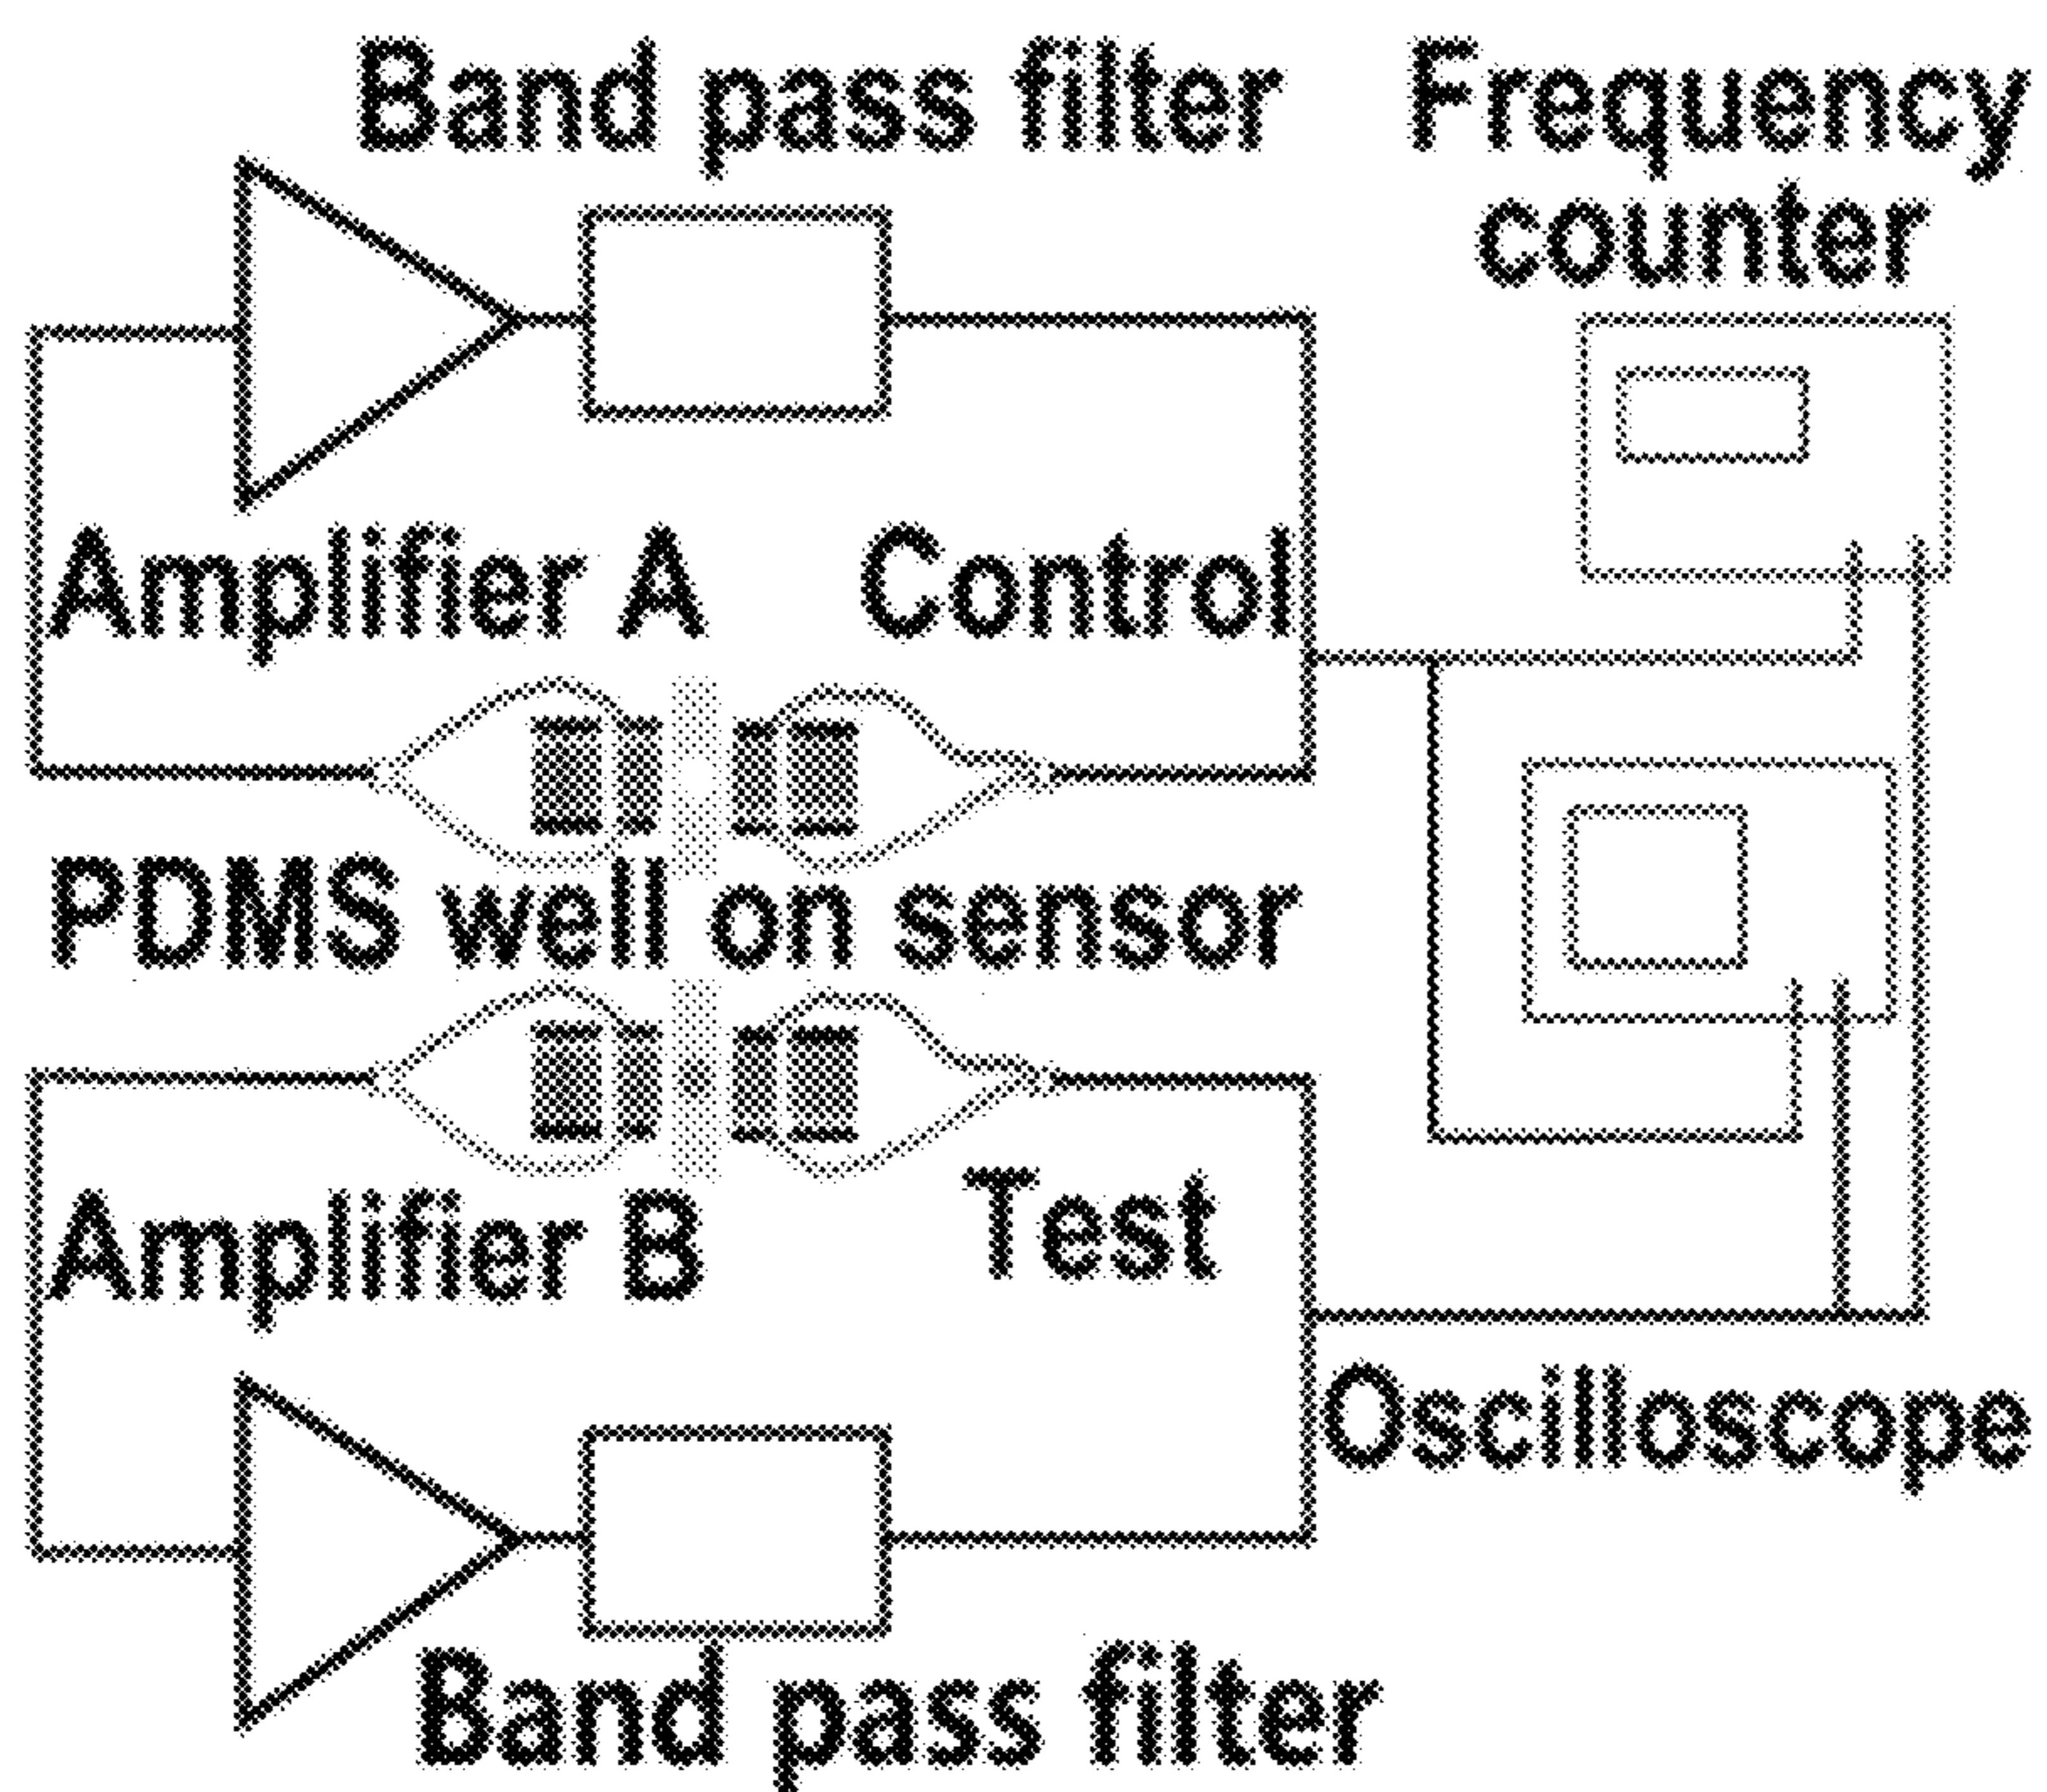 Band pass filter
Frequency
counter
Amplifier A
Control
PDMS well on sensor
Amplifier B
Test
Oscilloscope
Band pass filter